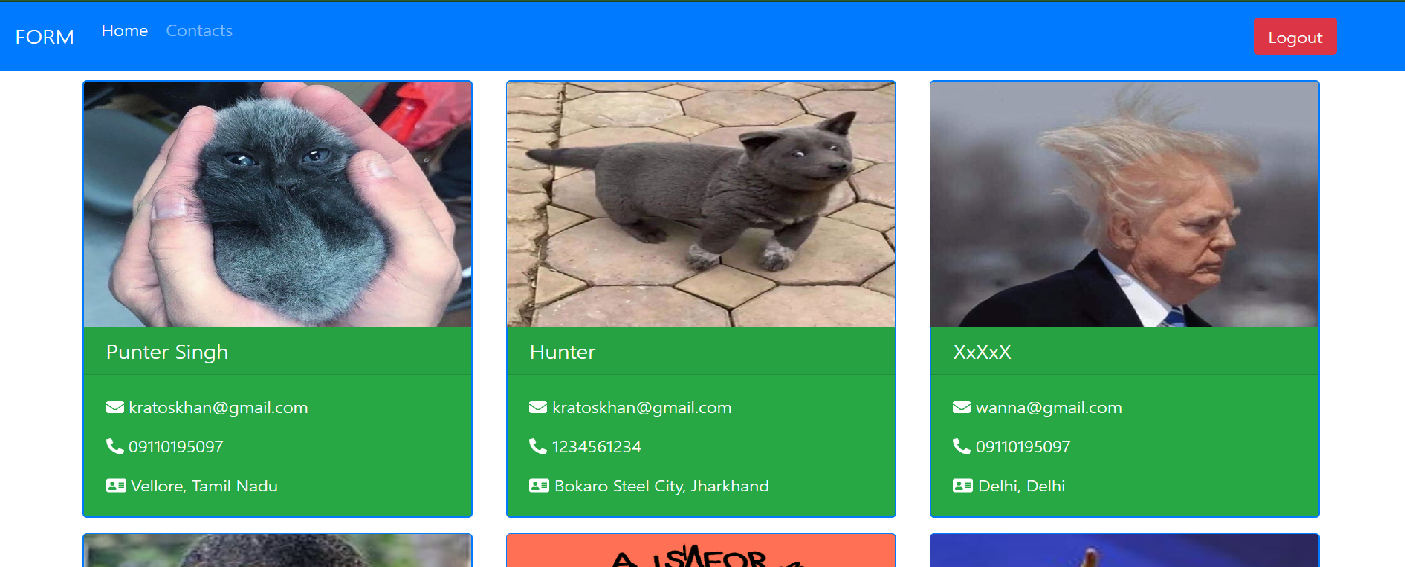 FORM Home Contacts Logout
Punter Singh
kratoskhan@gmail.com
09110195097
Vellore, Tamil Nadu
Hunter
kratoskhan@gmail.com
1234561234
Bokaro Steel City, Jharkhand
XxXxX
wanna@gmail.com
09110195097
Delhi, Delhi